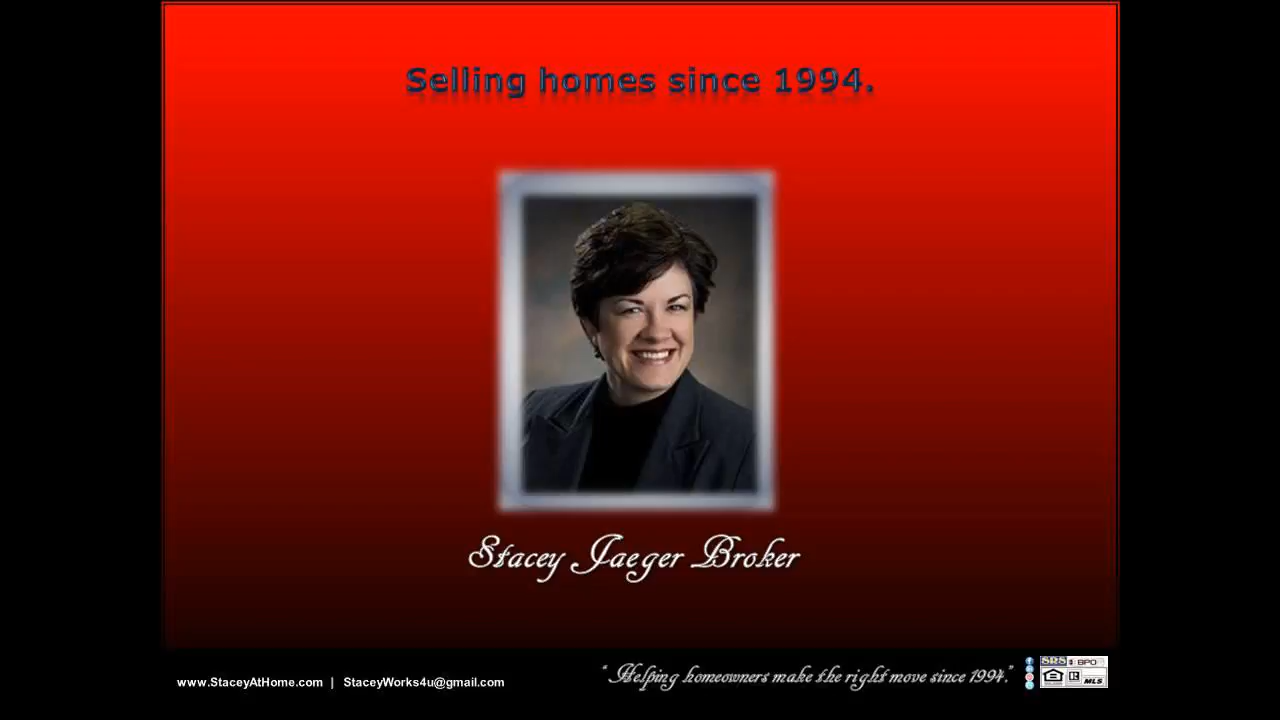 Selling homes since 1994.
Stacey Jaeger Broker
www.StaceyAtHome.com | StaceyWorks4u@gmail.com
“Helping homeowners make the right move since 1994.”
SRS BPO
R MLS